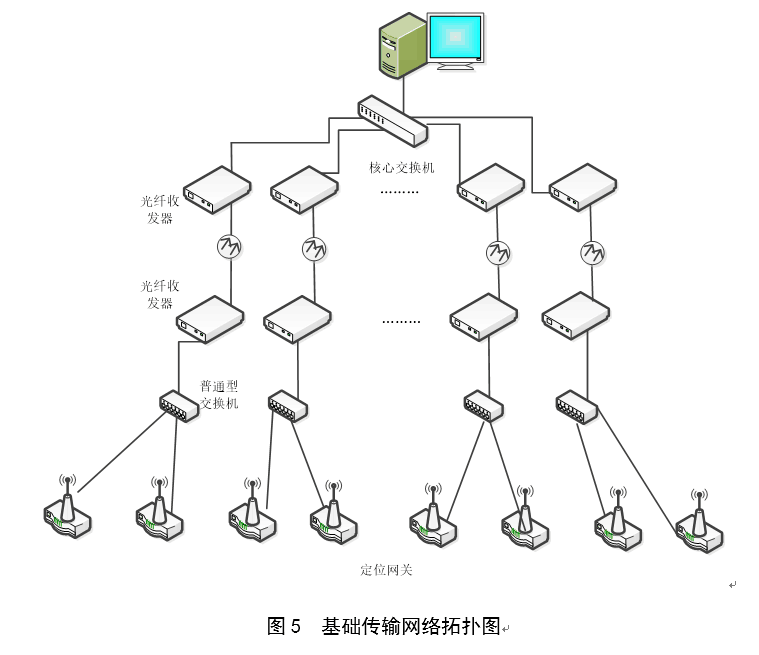 核心交换机
………
光纤收
发器
光纤收
发器
………
普通型
交换机
定位网关
图 5 基础传输网络拓扑图